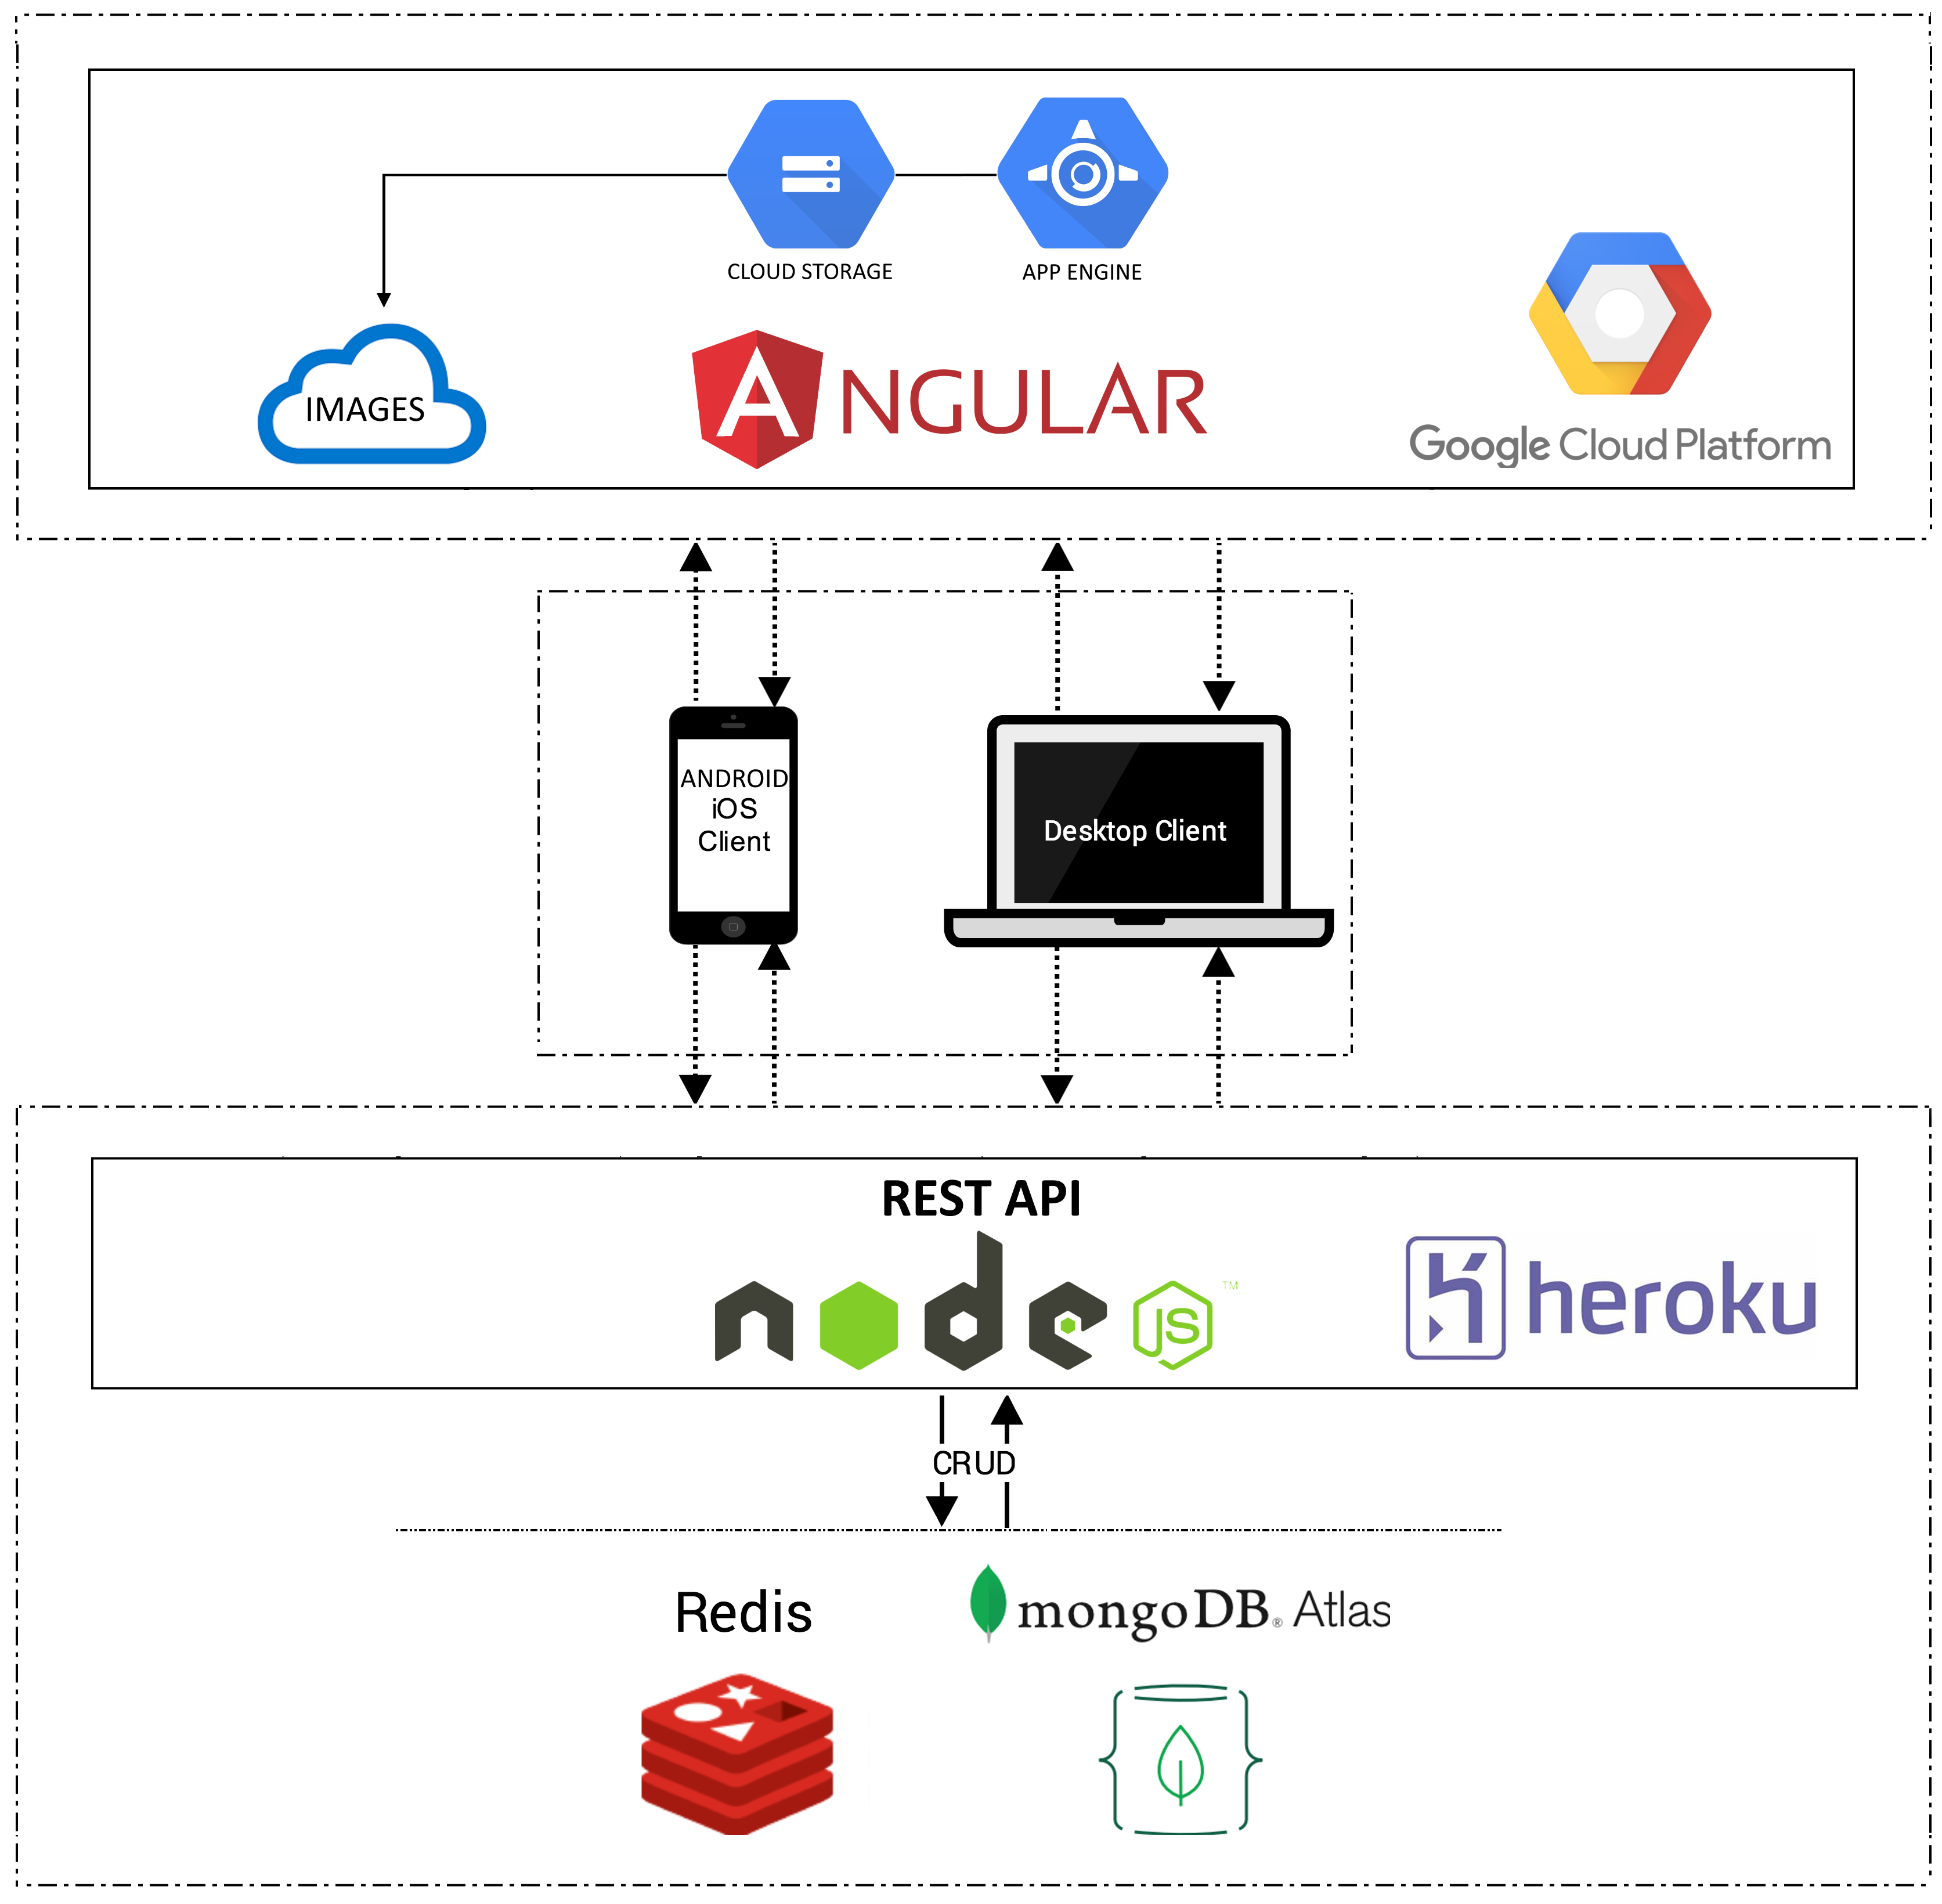 CLOUD STORAGE
APP ENGINE
IMAGES
ANGULAR
Google Cloud Platform
ANDROID
iOS
Client
Desktop Client
REST API
node JS TM
heroku
CRUD
Redis
mongoDB® Atlas